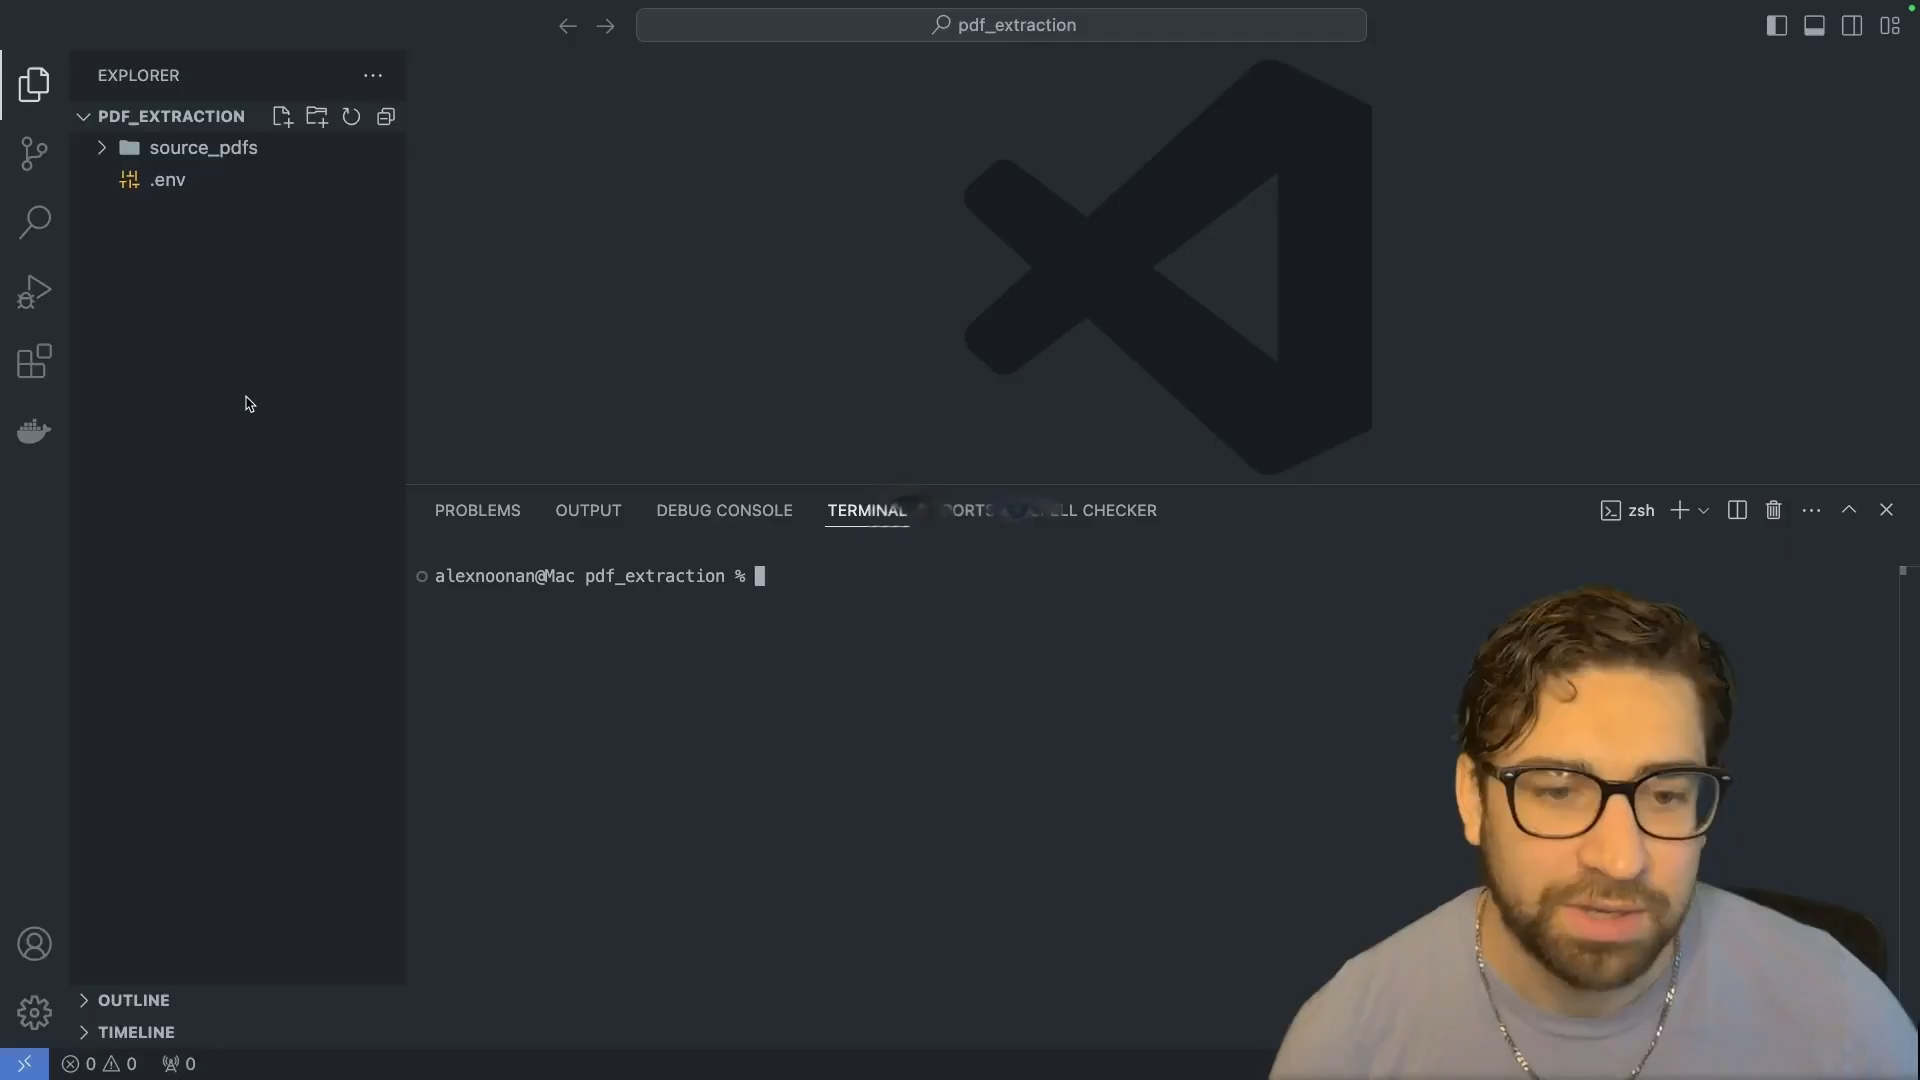 pdf_extraction
EXPLORER
PDF_EXTRACTION
source_pdfs
.env
PROBLEMS
OUTPUT
DEBUG CONSOLE
TERMINAL
PORTS
CHECKER
zsh
alexnoonan@Mac pdf_extraction %
OUTLINE
TIMELINE
0 0 0